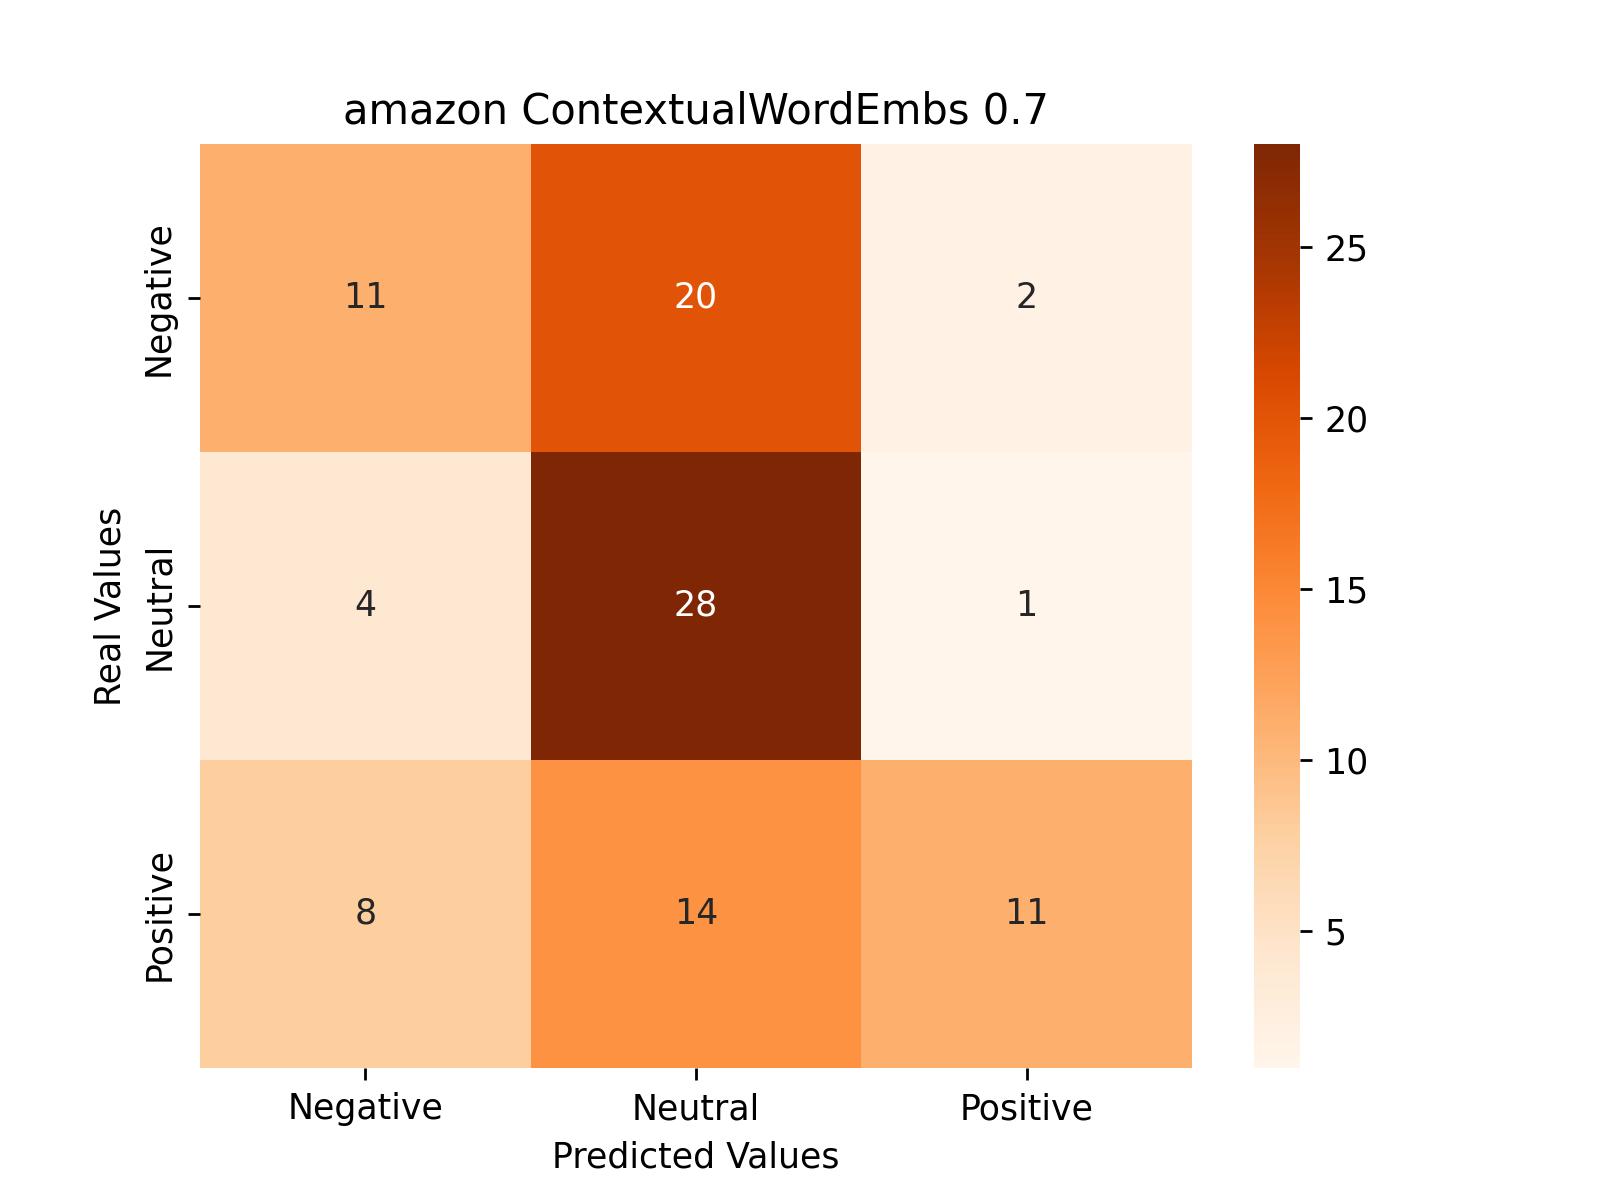 amazon ContextualWordEmbs 0.7
Real Values
Negative
11 20 2
Neutral
4 28 1
Positive
8 14 11
Negative Neutral Positive
Predicted Values
25
20
15
10
5